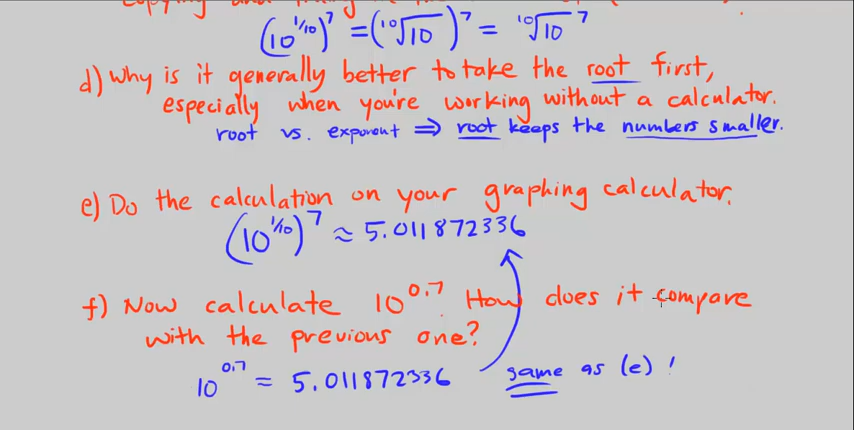 (10^1/10)^7 = (¹⁰√10)^7 = ¹⁰√10^7
d) Why is it generally better to take the root first,
especially when you're working without a calculator.
root vs. exponent ⇒ root keeps the numbers smaller.
e) Do the calculation on your graphing calculator.
(10^1/10)^7 ≈ 5.011872336
f) Now calculate 10^0.7. How does it compare
with the previous one?
10^0.7 = 5.011872336 same as (e) !